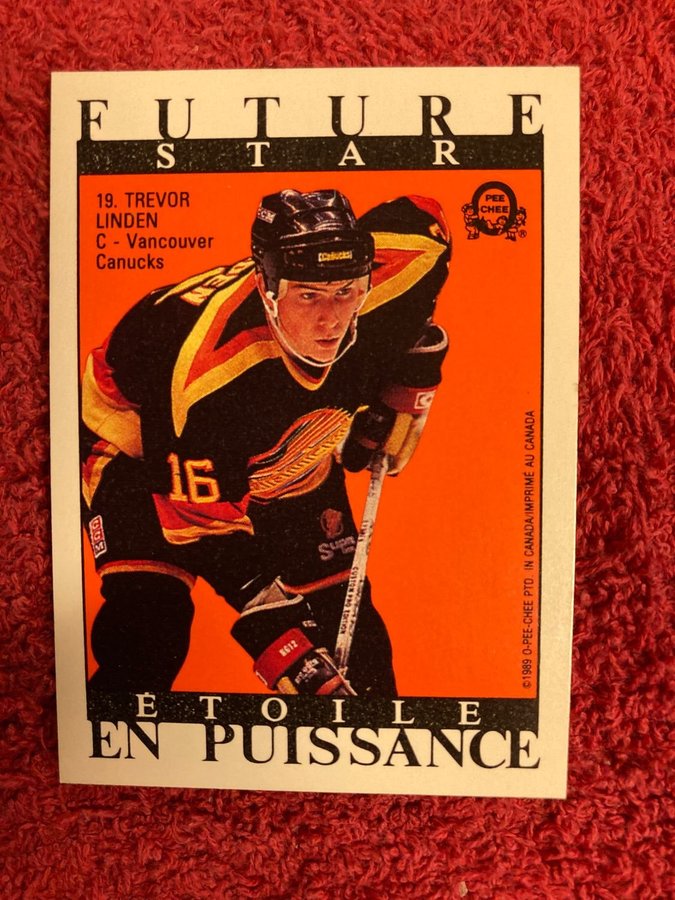 FUTURE
STAR
19. TREVOR
LINDEN
C - Vancouver
Canucks
O
PEE
CHEE
®
Canucks
16
©1989 O-PEE-CHEE PTD. IN CANADA/IMPRIMÉ AU CANADA
ÉTOILE
EN PUISSANCE